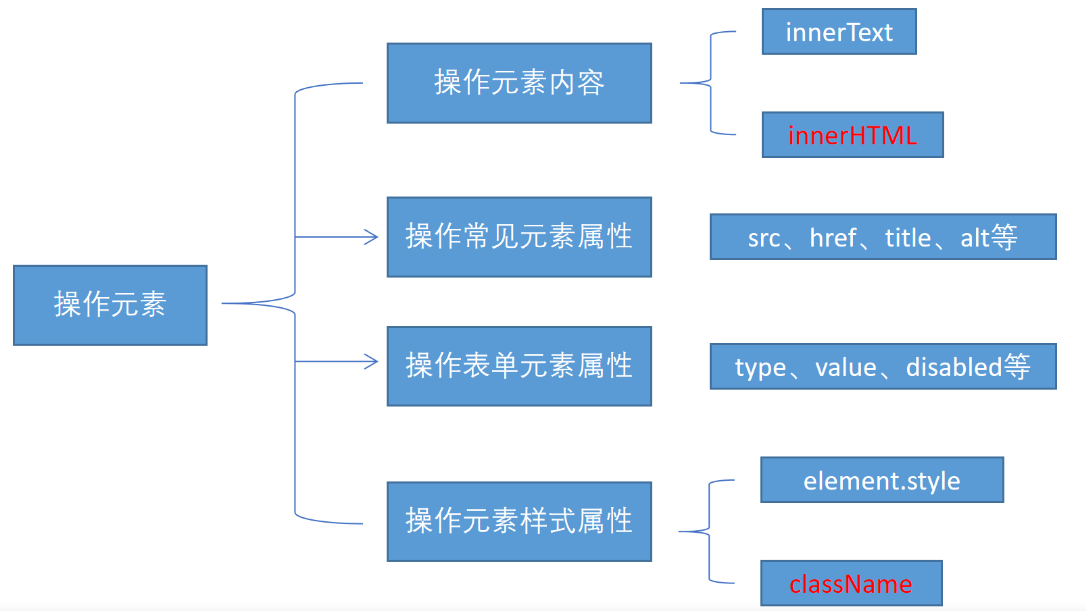 操作元素
操作元素内容
innerText
innerHTML
操作常见元素属性
src、href、title、alt等
操作表单元素属性
type、value、disabled等
操作元素样式属性
element.style
className